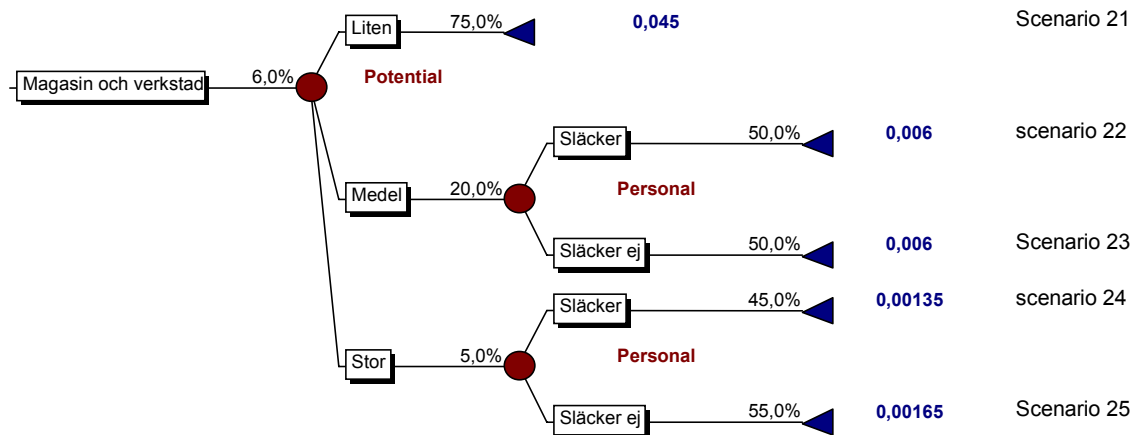 Liten 75,0% 0,045 Scenario 21
Magasin och verkstad 6,0% Potential
Släcker 50,0% 0,006 scenario 22
Medel 20,0% Personal
Släcker ej 50,0% 0,006 Scenario 23
Släcker 45,0% 0,00135 scenario 24
Stor 5,0% Personal
Släcker ej 55,0% 0,00165 Scenario 25